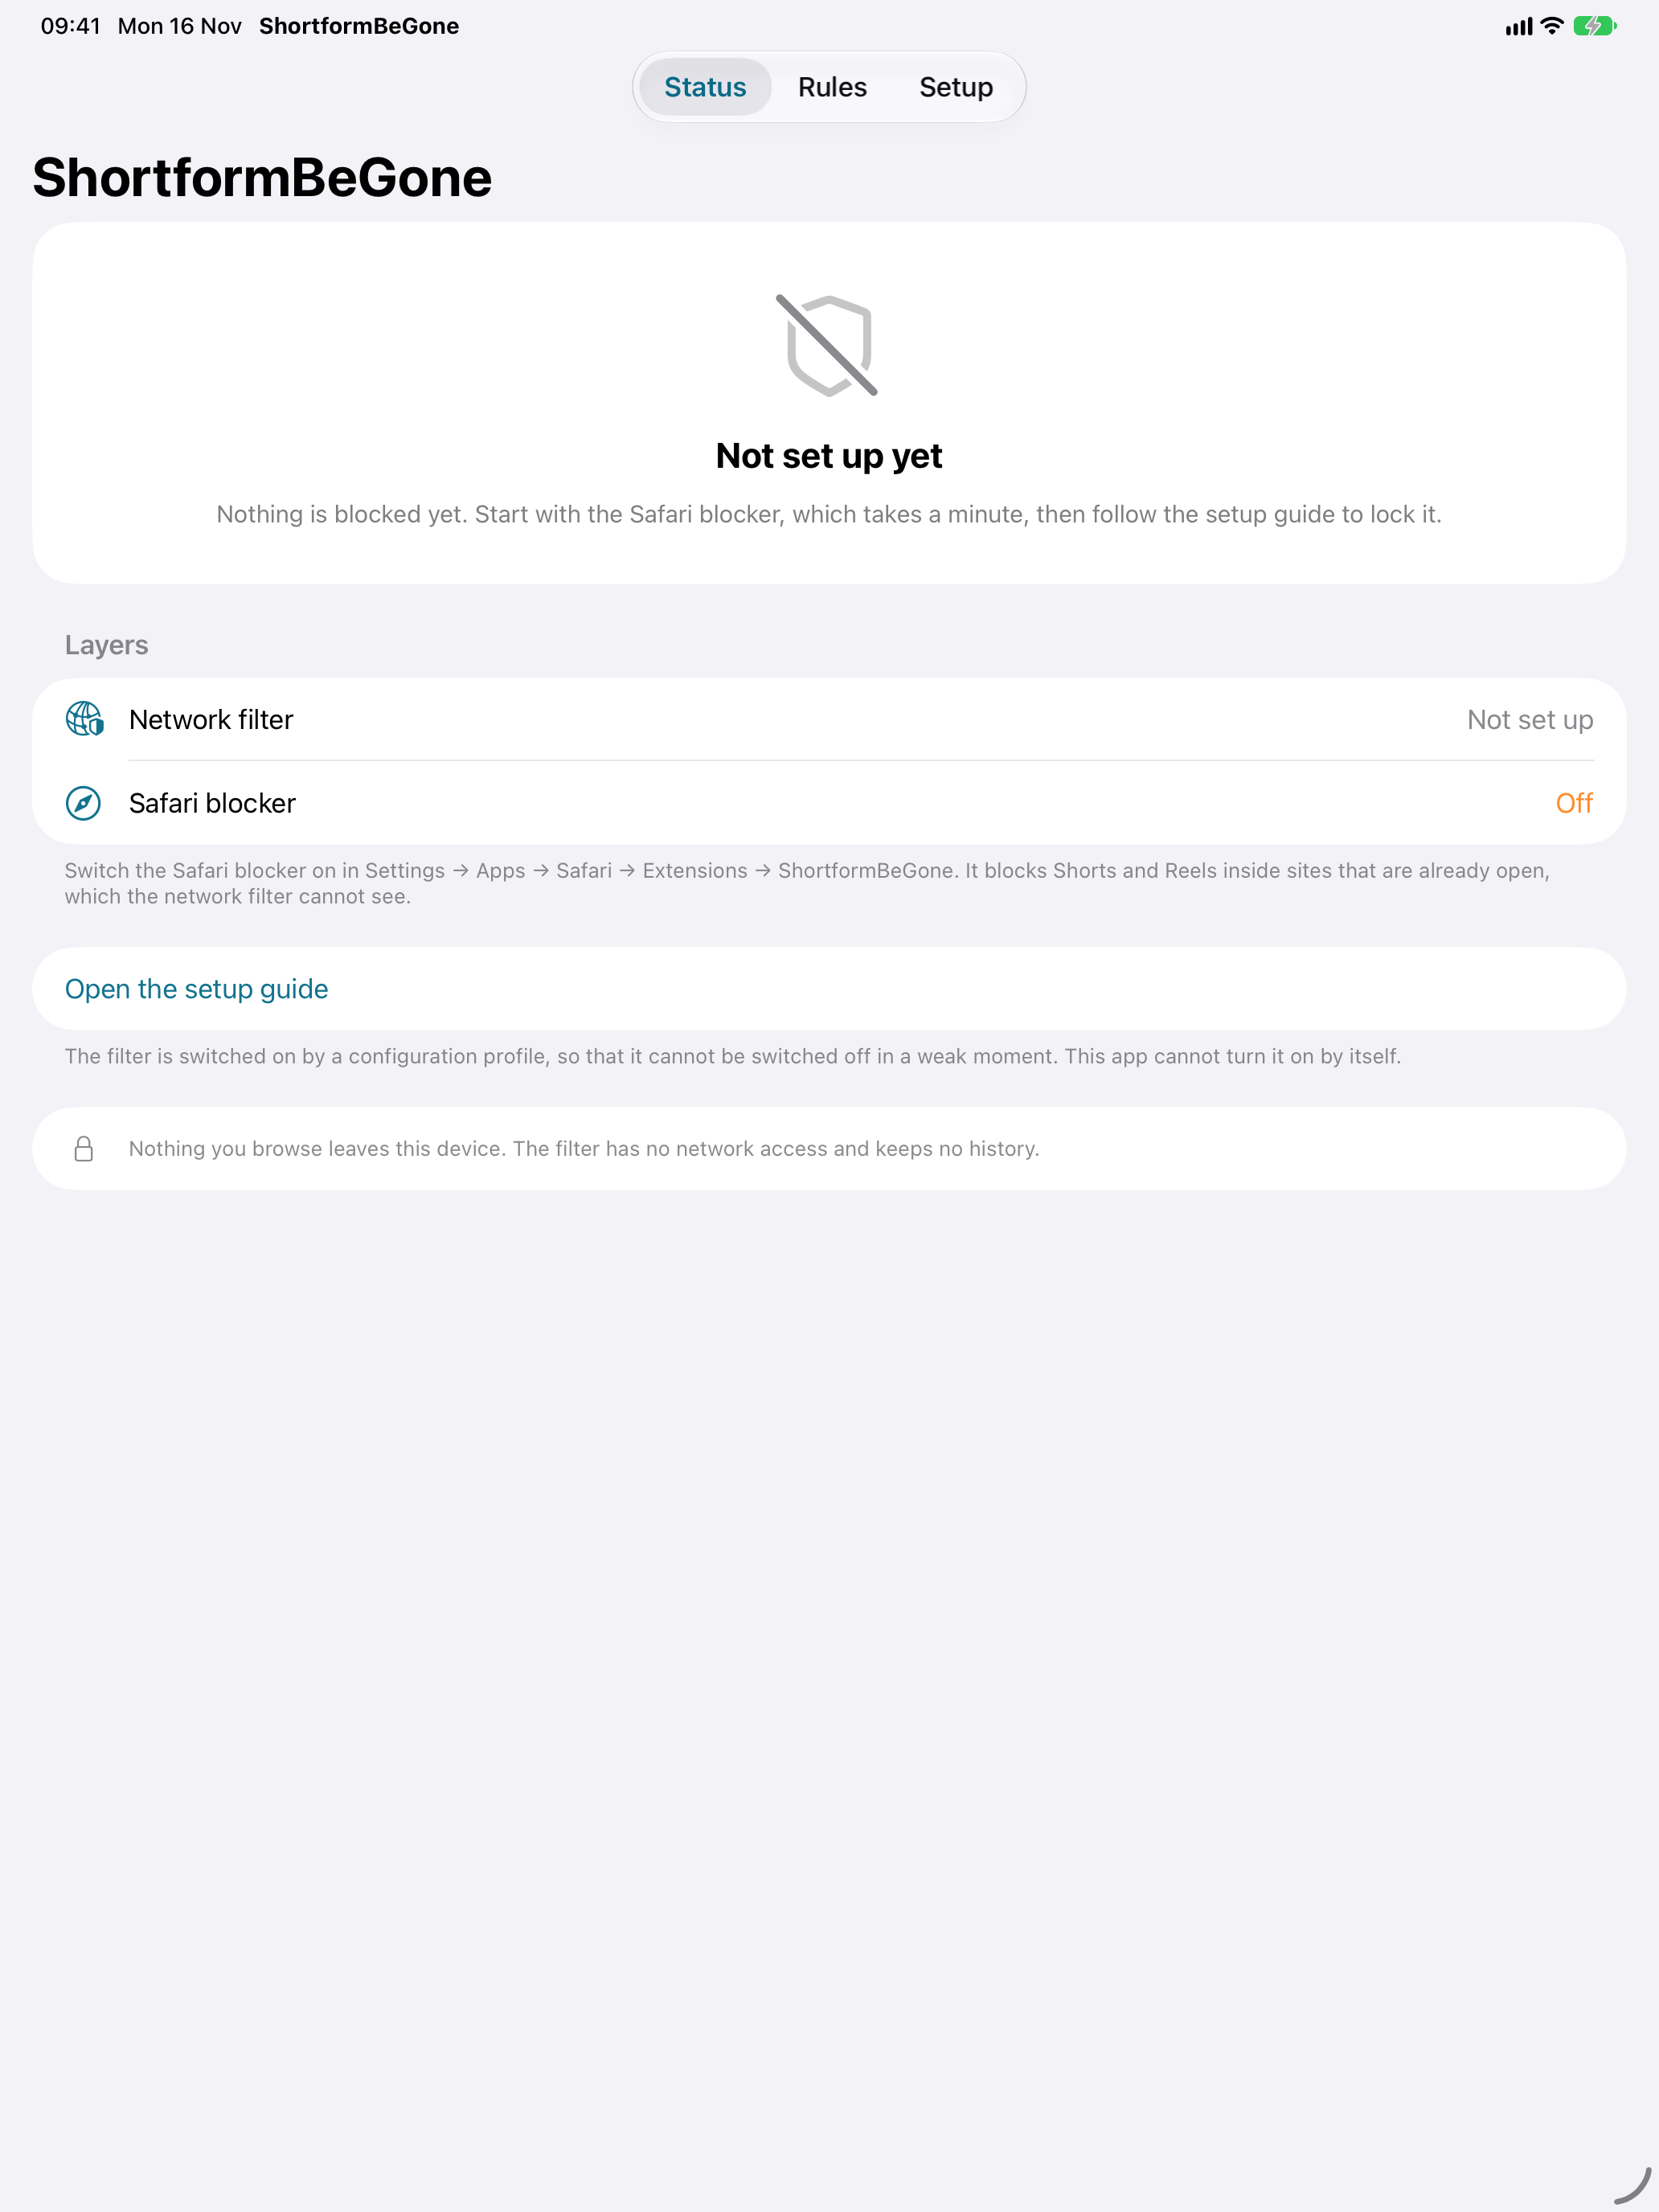 09:41 Mon 16 Nov ShortformBeGone
Status Rules Setup
ShortformBeGone
Not set up yet
Nothing is blocked yet. Start with the Safari blocker, which takes a minute, then follow the setup guide to lock it.
Layers
Network filter Not set up
Safari blocker Off
Switch the Safari blocker on in Settings → Apps → Safari → Extensions → ShortformBeGone. It blocks Shorts and Reels inside sites that are already open,
which the network filter cannot see.
Open the setup guide
The filter is switched on by a configuration profile, so that it cannot be switched off in a weak moment. This app cannot turn it on by itself.
Nothing you browse leaves this device. The filter has no network access and keeps no history.